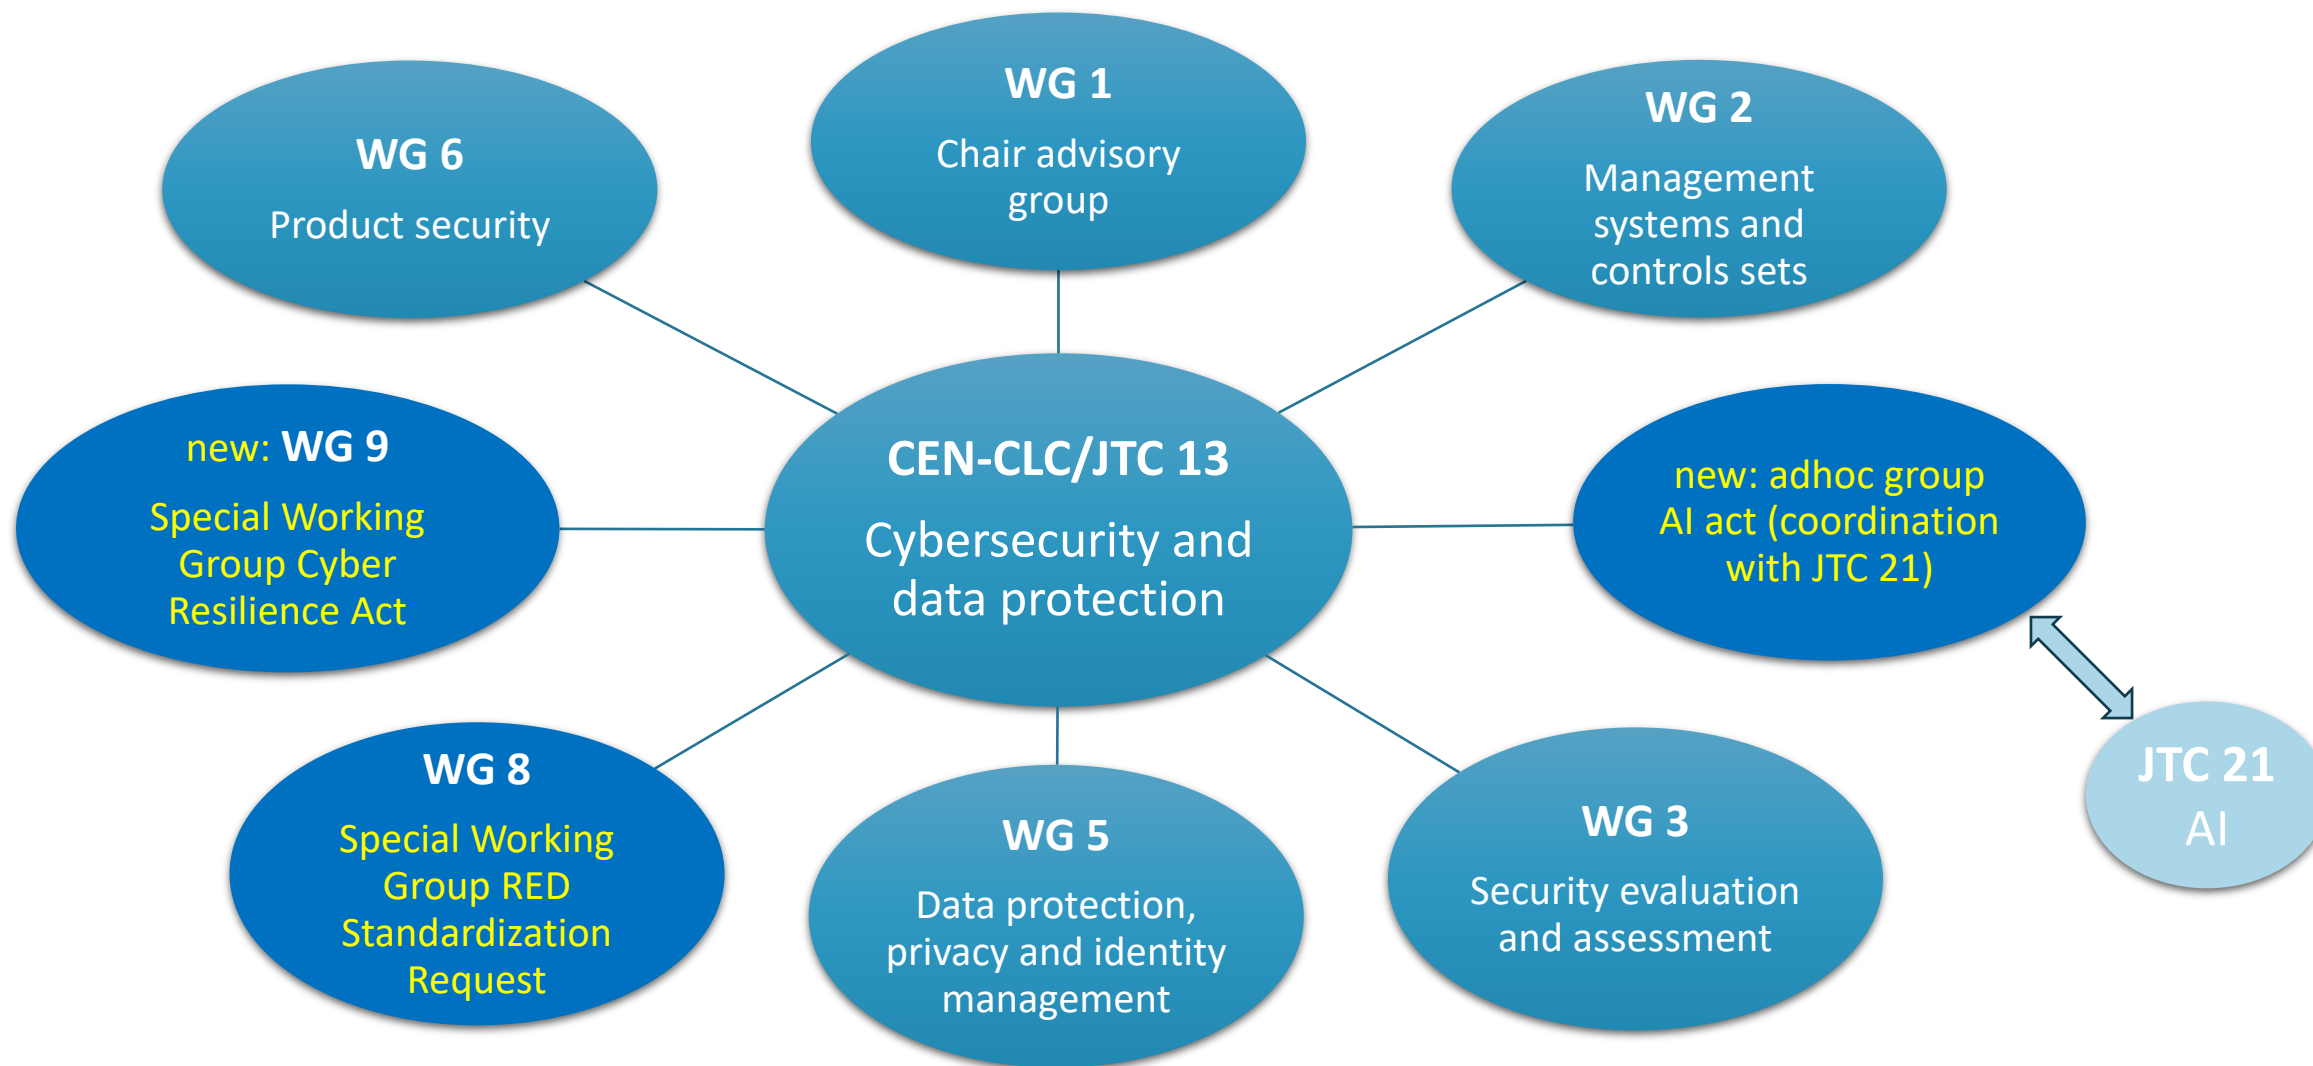 WG 1
Chair advisory
group
WG 2
Management
systems and
controls sets
WG 6
Product security
new: WG 9
Special Working
Group Cyber
Resilience Act
CEN-CLC/JTC 13
Cybersecurity and
data protection
new: adhoc group
AI act (coordination
with JTC 21)
JTC 21
AI
WG 8
Special Working
Group RED
Standardization
Request
WG 5
Data protection,
privacy and identity
management
WG 3
Security evaluation
and assessment